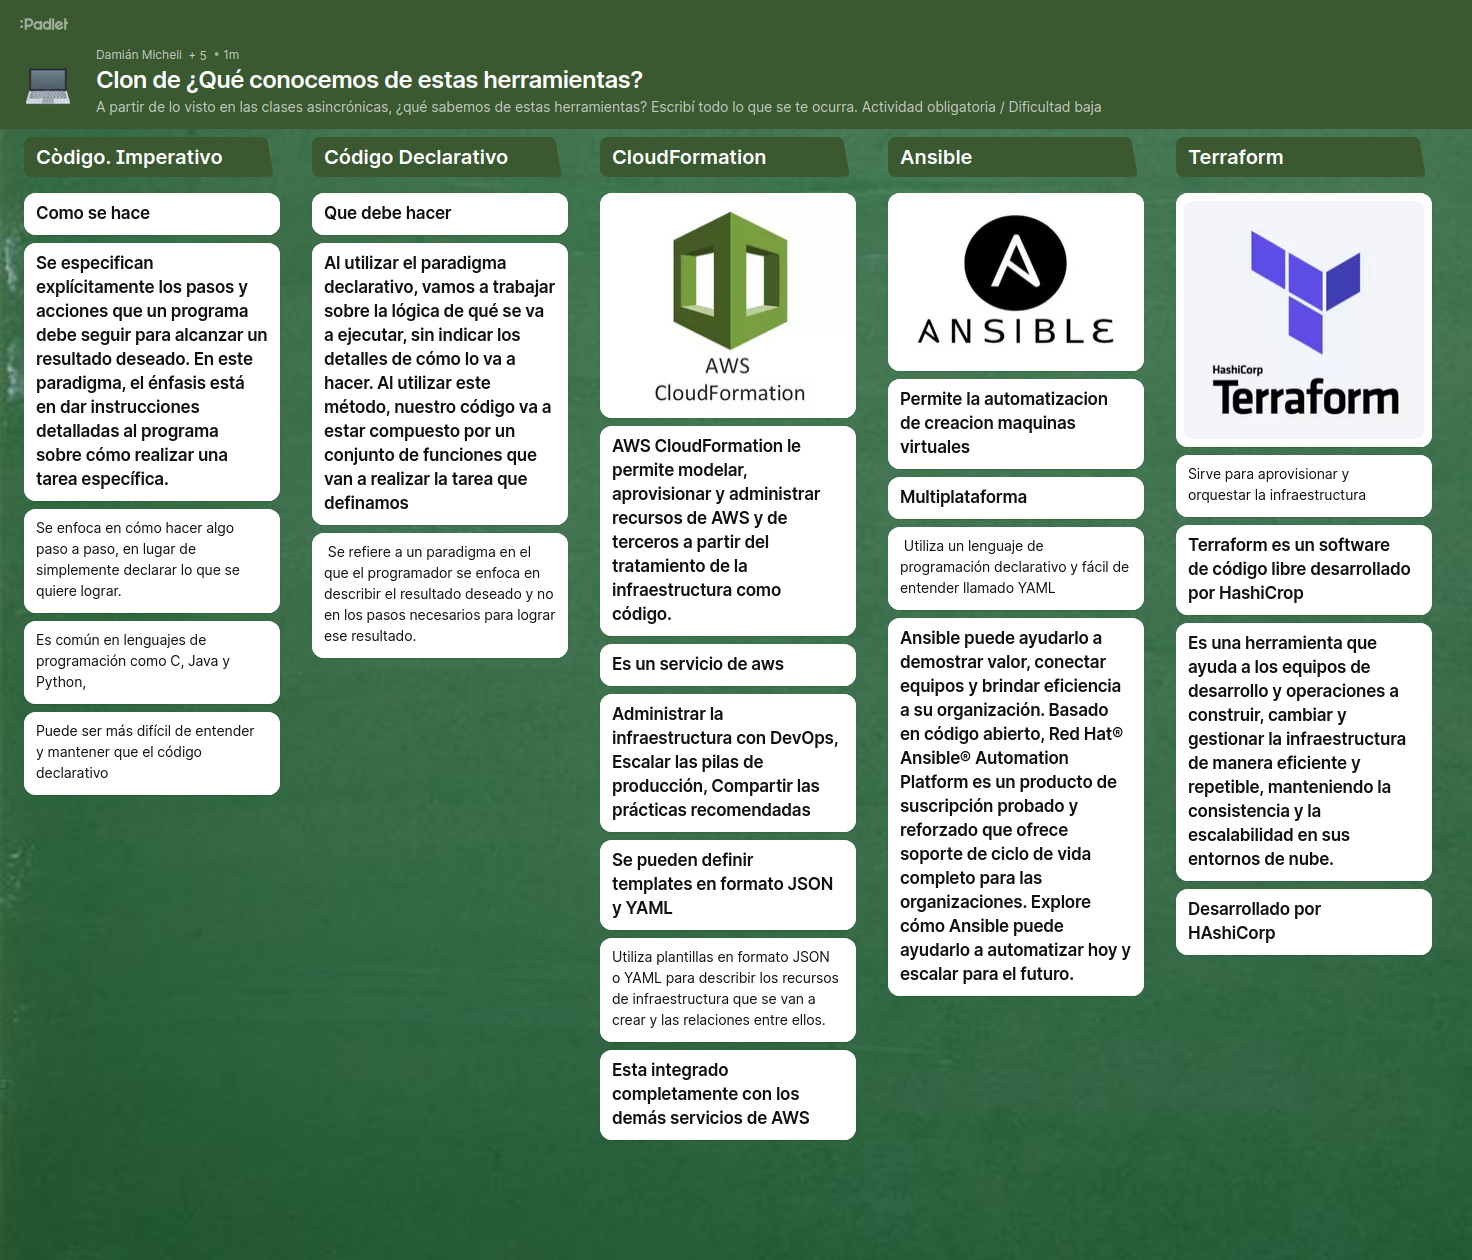 :Padlet
Damián Micheli + 5 • 1m
Clon de ¿Qué conocemos de estas herramientas?
A partir de lo visto en las clases asincrónicas, ¿qué sabemos de estas herramientas? Escribí todo lo que se te ocurra. Actividad obligatoria / Dificultad baja
Còdigo. Imperativo
Como se hace
Se especifican
explícitamente los pasos y
acciones que un programa
debe seguir para alcanzar un
resultado deseado. En este
paradigma, el énfasis está
en dar instrucciones
detalladas al programa
sobre cómo realizar una
tarea específica.
Se enfoca en cómo hacer algo
paso a paso, en lugar de
simplemente declarar lo que se
quiere lograr.
Es común en lenguajes de
programación como C, Java y
Python,
Puede ser más difícil de entender
y mantener que el código
declarativo
Código Declarativo
Que debe hacer
Al utilizar el paradigma
declarativo, vamos a trabajar
sobre la lógica de qué se va
a ejecutar, sin indicar los
detalles de cómo lo va a
hacer. Al utilizar este
método, nuestro código va a
estar compuesto por un
conjunto de funciones que
van a realizar la tarea que
definamos
Se refiere a un paradigma en el
que el programador se enfoca en
describir el resultado deseado y no
en los pasos necesarios para lograr
ese resultado.
CloudFormation
AWS
CloudFormation
AWS CloudFormation le
permite modelar,
aprovisionar y administrar
recursos de AWS y de
terceros a partir del
tratamiento de la
infraestructura como
código.
Es un servicio de aws
Administrar la
infraestructura con DevOps,
Escalar las pilas de
producción, Compartir las
prácticas recomendadas
Se pueden definir
templates en formato JSON
y YAML
Utiliza plantillas en formato JSON
o YAML para describir los recursos
de infraestructura que se van a
crear y las relaciones entre ellos.
Esta integrado
completamente con los
demás servicios de AWS
Ansible
ANSIBLE
Permite la automatizacion
de creacion maquinas
virtuales
Multiplataforma
Utiliza un lenguaje de
programación declarativo y fácil de
entender llamado YAML
Ansible puede ayudarlo a
demostrar valor, conectar
equipos y brindar eficiencia
a su organización. Basado
en código abierto, Red Hat®
Ansible® Automation
Platform es un producto de
suscripción probado y
reforzado que ofrece
soporte de ciclo de vida
completo para las
organizaciones. Explore
cómo Ansible puede
ayudarlo a automatizar hoy y
escalar para el futuro.
Terraform
HashiCorp
Terraform
Sirve para aprovisionar y
orquestar la infraestructura
Terraform es un software
de código libre desarrollado
por HashiCrop
Es una herramienta que
ayuda a los equipos de
desarrollo y operaciones a
construir, cambiar y
gestionar la infraestructura
de manera eficiente y
repetible, manteniendo la
consistencia y la
escalabilidad en sus
entornos de nube.
Desarrollado por
HAshiCorp